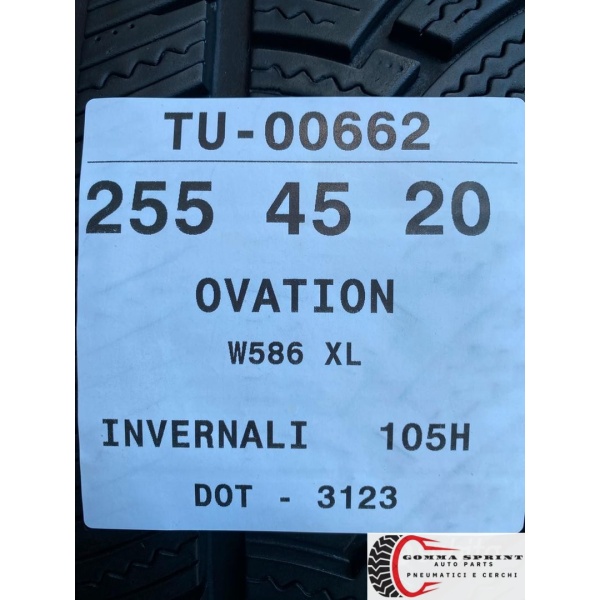 TU-00662
255 45 20
OVATION
W586 XL
INVERNALI 105H
DOT - 3123
GOMMA SPRINT
AUTO PARTS
PNEUMATICI E CERCHI